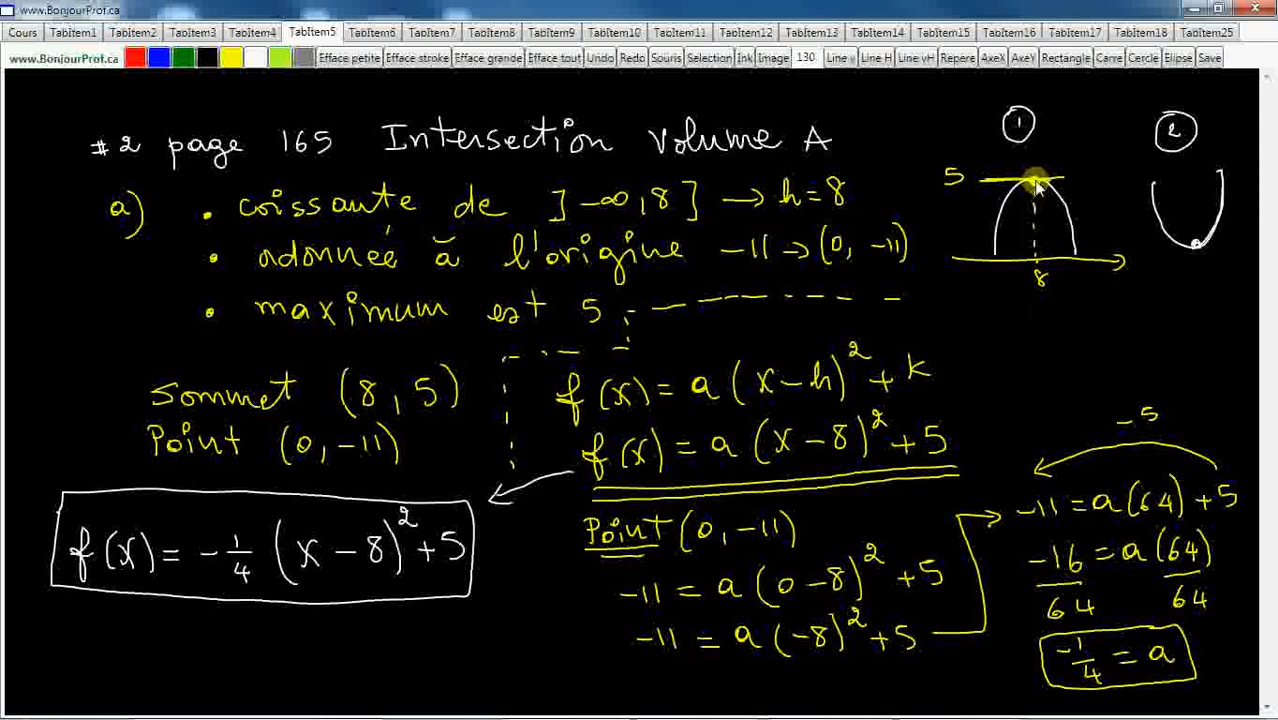 www.BonjourProf.ca
Cours TabItem1 TabItem2 TabItem3 TabItem4 TabItem5 TabItem6 TabItem7 TabItem8 TabItem9 TabItem10 TabItem11 TabItem12 TabItem13 TabItem14 TabItem15 TabItem16 TabItem17 TabItem18 TabItem25
www.BonjourProf.ca Efface petite Efface stroke Efface grande Efface tout Undo Redo Souris Selection Ink Image 130 Line v Line H Line vH Repere AxeX AxeY Rectangle Carre Cercle Elipse Save
#2 page 165 Intersection volume A
a) • coissante de ]-∞,8] → h=8
• ordonnée à l'origine -11 → (0, -11)
• maximum est 5
1
5
8
2
Sommet (8, 5)
Point (0, -11)
f(x) = a(x-h)² + k
f(x) = a(x-8)² + 5
f(x) = -1/4 (x-8)² + 5
Point (0, -11)
-11 = a(0-8)² + 5
-11 = a(-8)² + 5
-5
-11 = a(64) + 5
-16 = a(64)
64 64
-1/4 = a